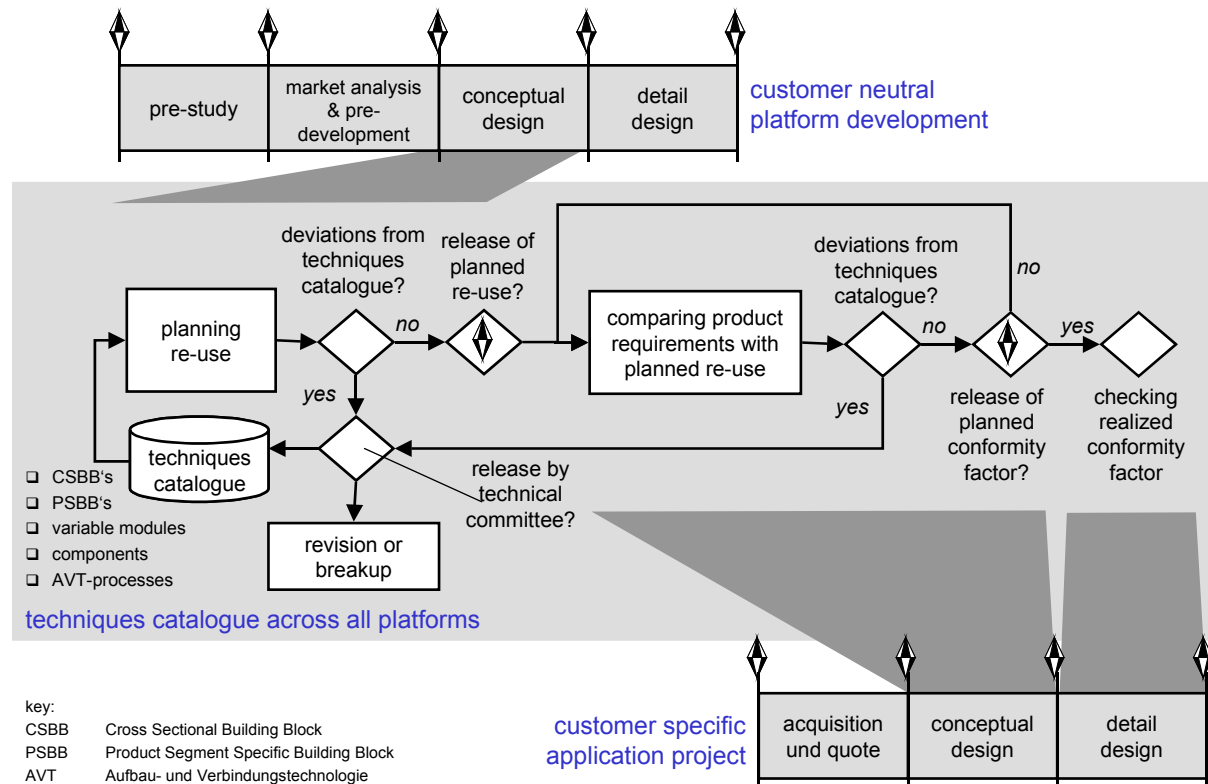 pre-study
market analysis
& pre-
development
conceptual
design
detail
design
customer neutral
platform development
deviations from
techniques
catalogue?
release of
planned
re-use?
deviations from
techniques
catalogue?
no
planning
re-use
no
comparing product
requirements with
planned re-use
no
yes
yes
yes
techniques
catalogue
release by
technical
committee?
release of
planned
conformity
factor?
checking
realized
conformity
factor
❑ CSBB‘s
❑ PSBB‘s
❑ variable modules
❑ components
❑ AVT-processes
revision or
breakup
techniques catalogue across all platforms
key:
CSBB Cross Sectional Building Block
PSBB Product Segment Specific Building Block
AVT Aufbau- und Verbindungstechnologie
customer specific
application project
acquisition
und quote
conceptual
design
detail
design